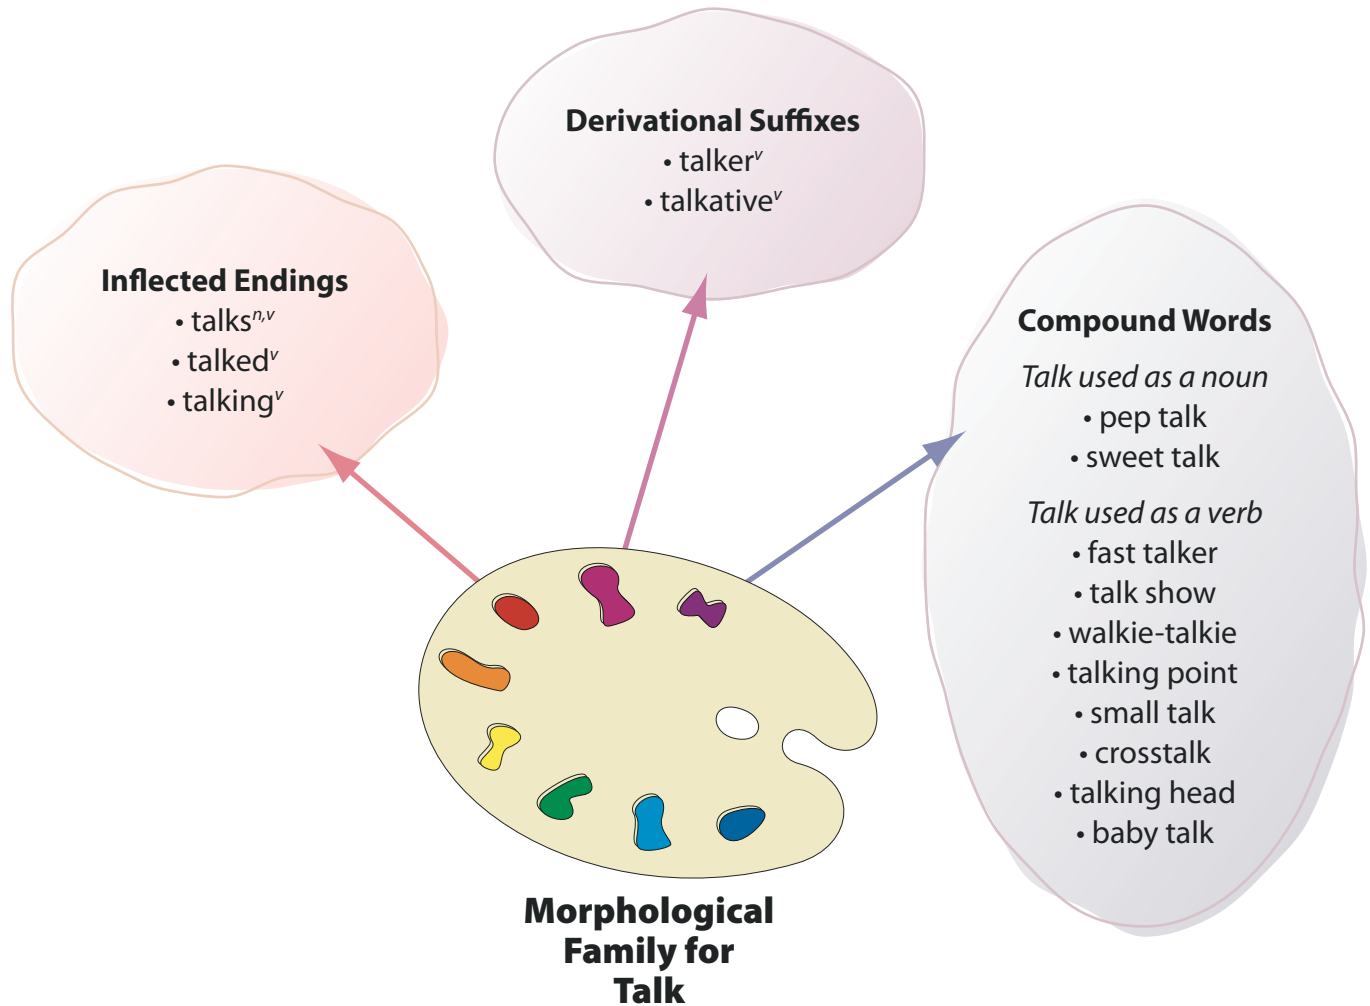 Derivational Suffixes
• talkerᵛ
• talkativeᵛ
Inflected Endings
• talksⁿ,ᵛ
• talkedᵛ
• talkingᵛ
Compound Words
Talk used as a noun
• pep talk
• sweet talk
Talk used as a verb
• fast talker
• talk show
• walkie-talkie
• talking point
• small talk
• crosstalk
• talking head
• baby talk
Morphological
Family for
Talk